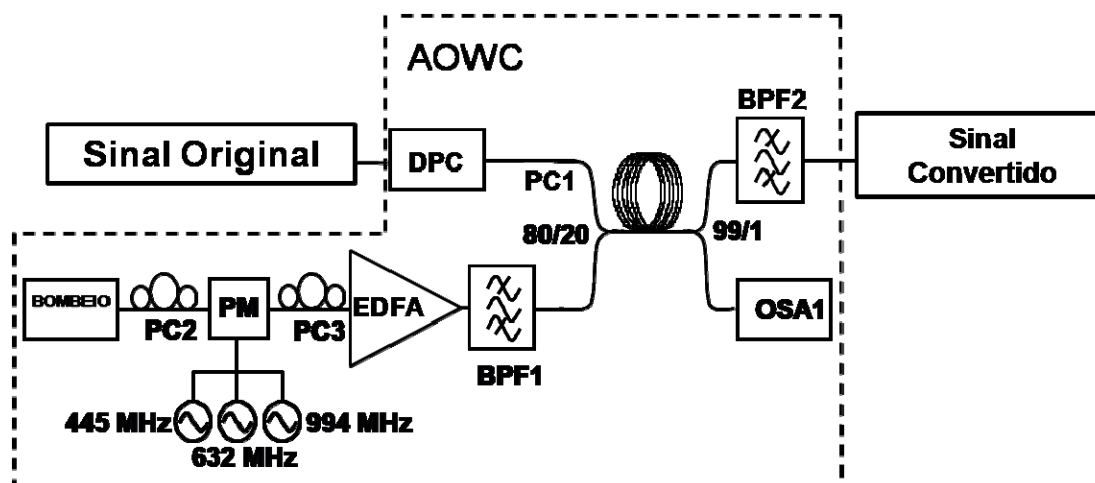 AOWC
BPF2
Sinal Original
DPC
PC1
Sinal
Convertido
80/20
99/1
BOMBEIO
PC2
PM
PC3
EDFA
BPF1
OSA1
445 MHz
994 MHz
632 MHz